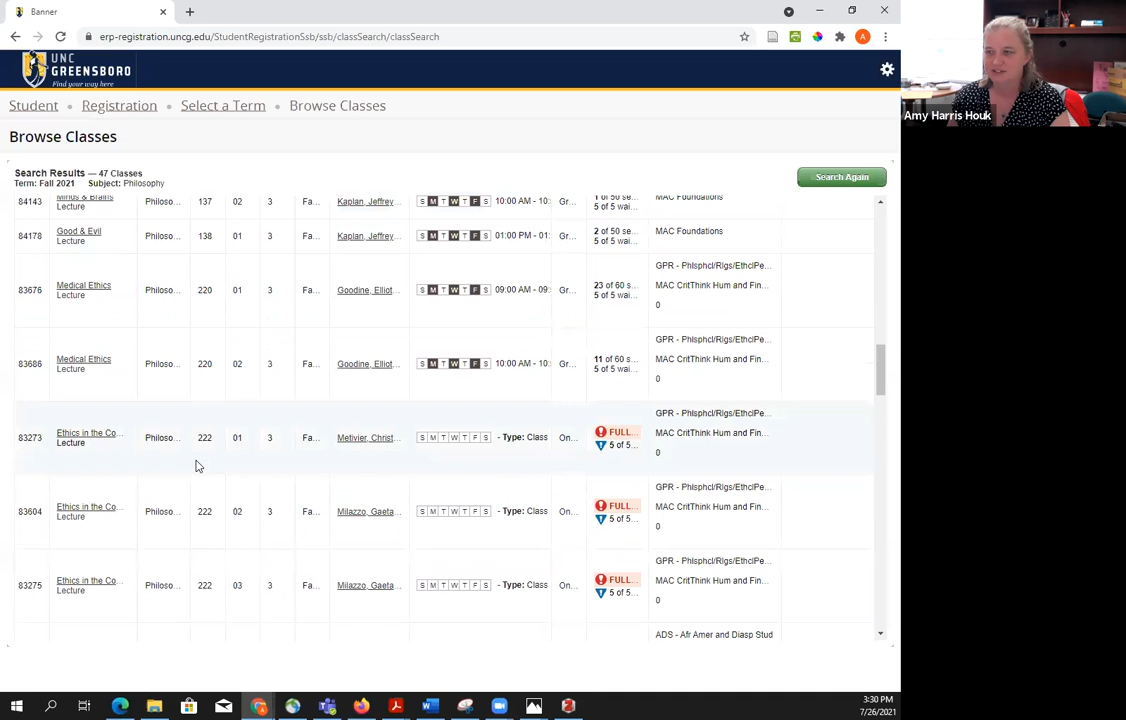 Banner
erp-registration.uncg.edu/StudentRegistrationSsb/ssb/classSearch/classSearch
A
UNC
GREENSBORO
Find your way here
Student • Registration • Select a Term • Browse Classes
Browse Classes
Search Results — 47 Classes
Term: Fall 2021 Subject: Philosophy
Search Again
84143 Minds & Brains Lecture Philoso... 137 02 3 Fa... Kaplan, Jeffrey... S M T W T F S 10:00 AM - 10: Gr... 1 of 50 se... 5 of 5 wai... MAC Foundations
84178 Good & Evil Lecture Philoso... 138 01 3 Fa... Kaplan, Jeffrey... S M T W T F S 01:00 PM - 01: Gr... 2 of 50 se... 5 of 5 wai... MAC Foundations
83676 Medical Ethics Lecture Philoso... 220 01 3 Fa... Goodine, Elliot... S M T W T F S 09:00 AM - 09: Gr... 23 of 60 s... 5 of 5 wai... GPR - Phlsphcl/Rlgs/EthclPe... MAC CritThink Hum and Fin... 0
83686 Medical Ethics Lecture Philoso... 220 02 3 Fa... Goodine, Elliot... S M T W T F S 10:00 AM - 10: Gr... 11 of 60 s... 5 of 5 wai... GPR - Phlsphcl/Rlgs/EthclPe... MAC CritThink Hum and Fin... 0
83273 Ethics in the Co... Lecture Philoso... 222 01 3 Fa... Metivier, Christ... S M T W T F S - Type: Class On... FULL... 5 of 5... GPR - Phlsphcl/Rlgs/EthclPe... MAC CritThink Hum and Fin... 0
83604 Ethics in the Co... Lecture Philoso... 222 02 3 Fa... Milazzo, Gaeta... S M T W T F S - Type: Class On... FULL... 5 of 5... GPR - Phlsphcl/Rlgs/EthclPe... MAC CritThink Hum and Fin... 0
83275 Ethics in the Co... Lecture Philoso... 222 03 3 Fa... Milazzo, Gaeta... S M T W T F S - Type: Class On... FULL... 5 of 5... GPR - Phlsphcl/Rlgs/EthclPe... MAC CritThink Hum and Fin... 0
ADS - Afr Amer and Diasp Stud
Amy Harris Houk
3:30 PM
7/26/2021